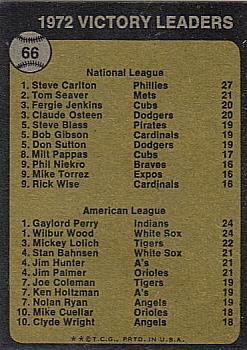 1972 VICTORY LEADERS
66
National League
1. Steve Carlton Phillies 27
2. Tom Seaver Mets 21
3. Fergie Jenkins Cubs 20
3. Claude Osteen Dodgers 20
5. Steve Blass Pirates 19
5. Bob Gibson Cardinals 19
5. Don Sutton Dodgers 19
8. Milt Pappas Cubs 17
9. Phil Niekro Braves 16
9. Mike Torrez Expos 16
9. Rick Wise Cardinals 16
American League
1. Gaylord Perry Indians 24
1. Wilbur Wood White Sox 24
3. Mickey Lolich Tigers 22
4. Stan Bahnsen White Sox 21
4. Jim Hunter A's 21
4. Jim Palmer Orioles 21
7. Joe Coleman Tigers 19
7. Ken Holtzman A's 19
7. Nolan Ryan Angels 19
10. Mike Cuellar Orioles 18
10. Clyde Wright Angels 18
**© T.C.G. PRTD. IN U.S.A.